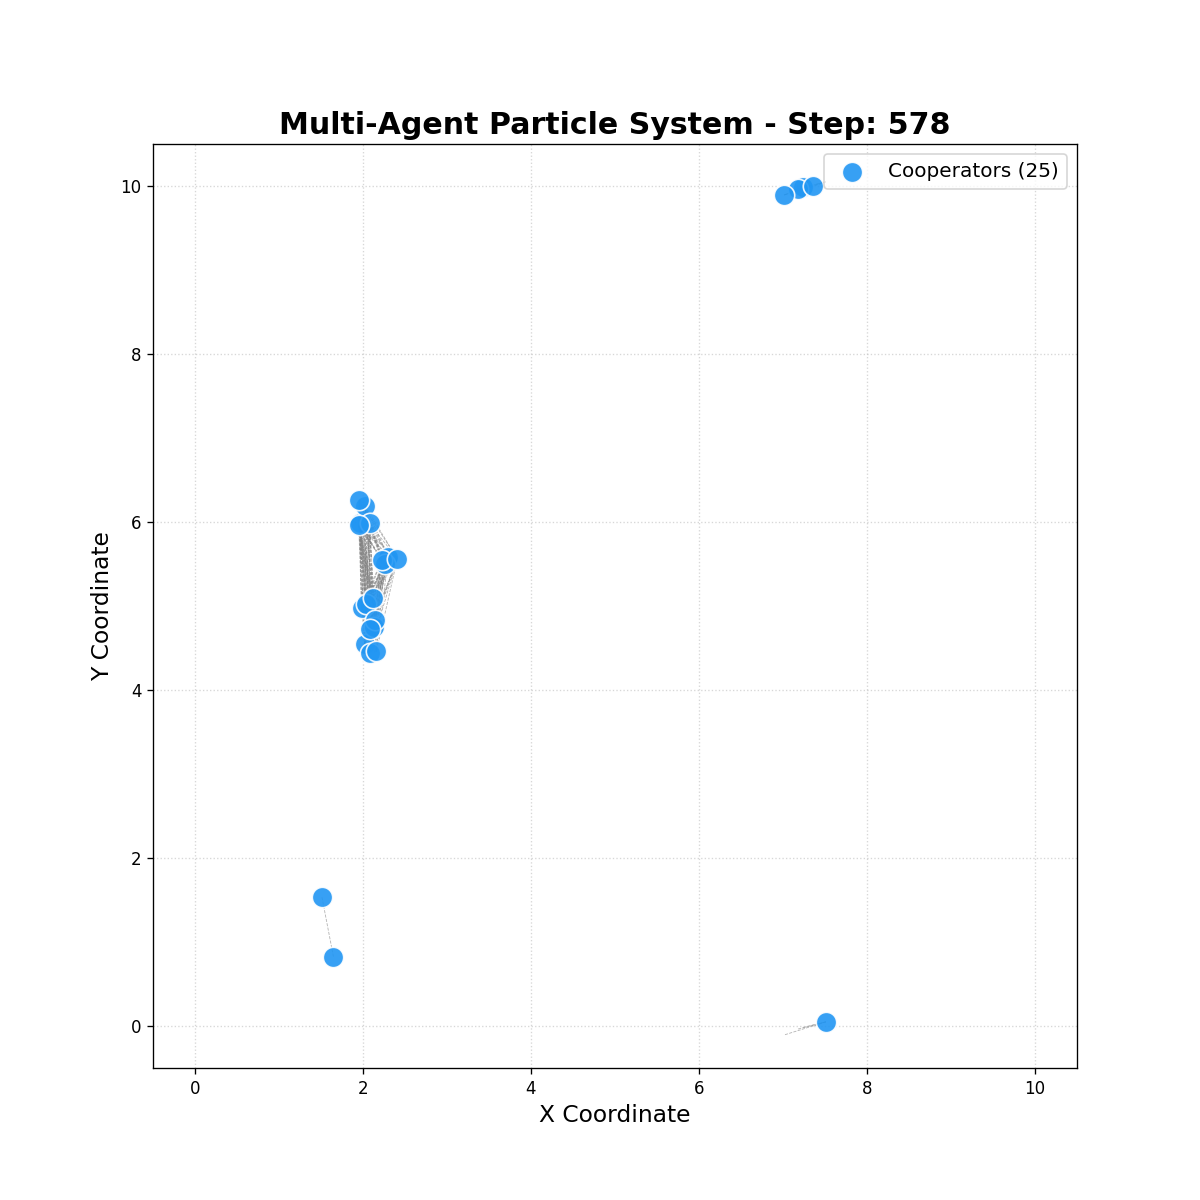 Multi-Agent Particle System - Step: 578
Cooperators (25)
10
8
6
4
2
0
Y Coordinate
0 2 4 6 8 10
X Coordinate